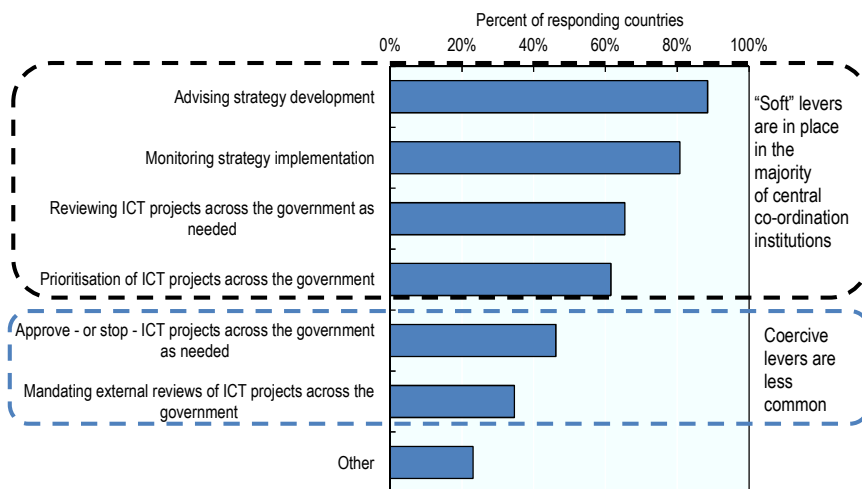 Percent of responding countries
0% 20% 40% 60% 80% 100%
Advising strategy development
Monitoring strategy implementation
Reviewing ICT projects across the government as
needed
Prioritisation of ICT projects across the government
“Soft” levers
are in place
in the
majority
of central
co-ordination
institutions
Approve - or stop - ICT projects across the government
as needed
Mandating external reviews of ICT projects across the
government
Coercive
levers are
less
common
Other